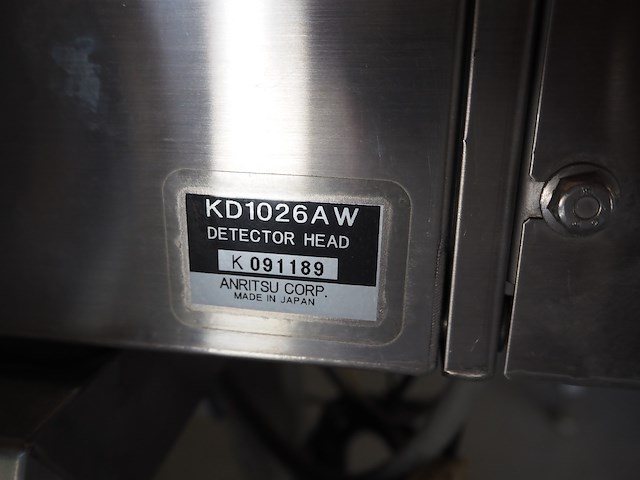 KD1026AW
DETECTOR HEAD
K 091189
ANRITSU CORP.
MADE IN JAPAN